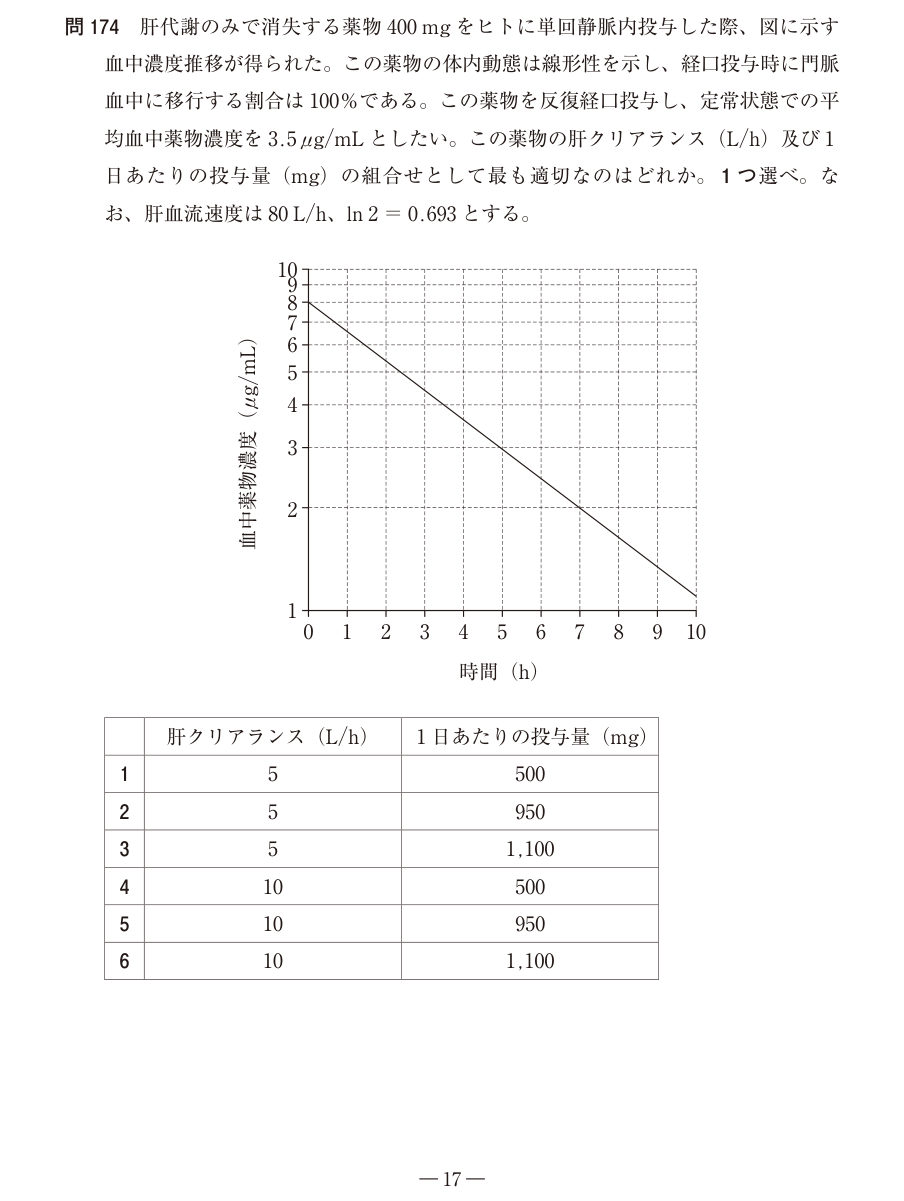 問 174 肝代謝のみで消失する薬物 400 mg をヒトに単回静脈内投与した際、図に示す
血中濃度推移が得られた。この薬物の体内動態は線形性を示し、経口投与時に門脈
血中に移行する割合は 100%である。この薬物を反復経口投与し、定常状態での平
均血中薬物濃度を 3.5 μg/mL としたい。この薬物の肝クリアランス（L/h）及び 1
日あたりの投与量（mg）の組合せとして最も適切なのはどれか。1 つ選べ。な
お、肝血流速度は 80 L/h、ln 2 = 0.693 とする。
10
9
8
7
6
5
4
3
2
1
血中薬物濃度（μg/mL）
0 1 2 3 4 5 6 7 8 9 10
時間（h）
肝クリアランス（L/h） 1 日あたりの投与量（mg）
1 5 500
2 5 950
3 5 1,100
4 10 500
5 10 950
6 10 1,100
— 17 —